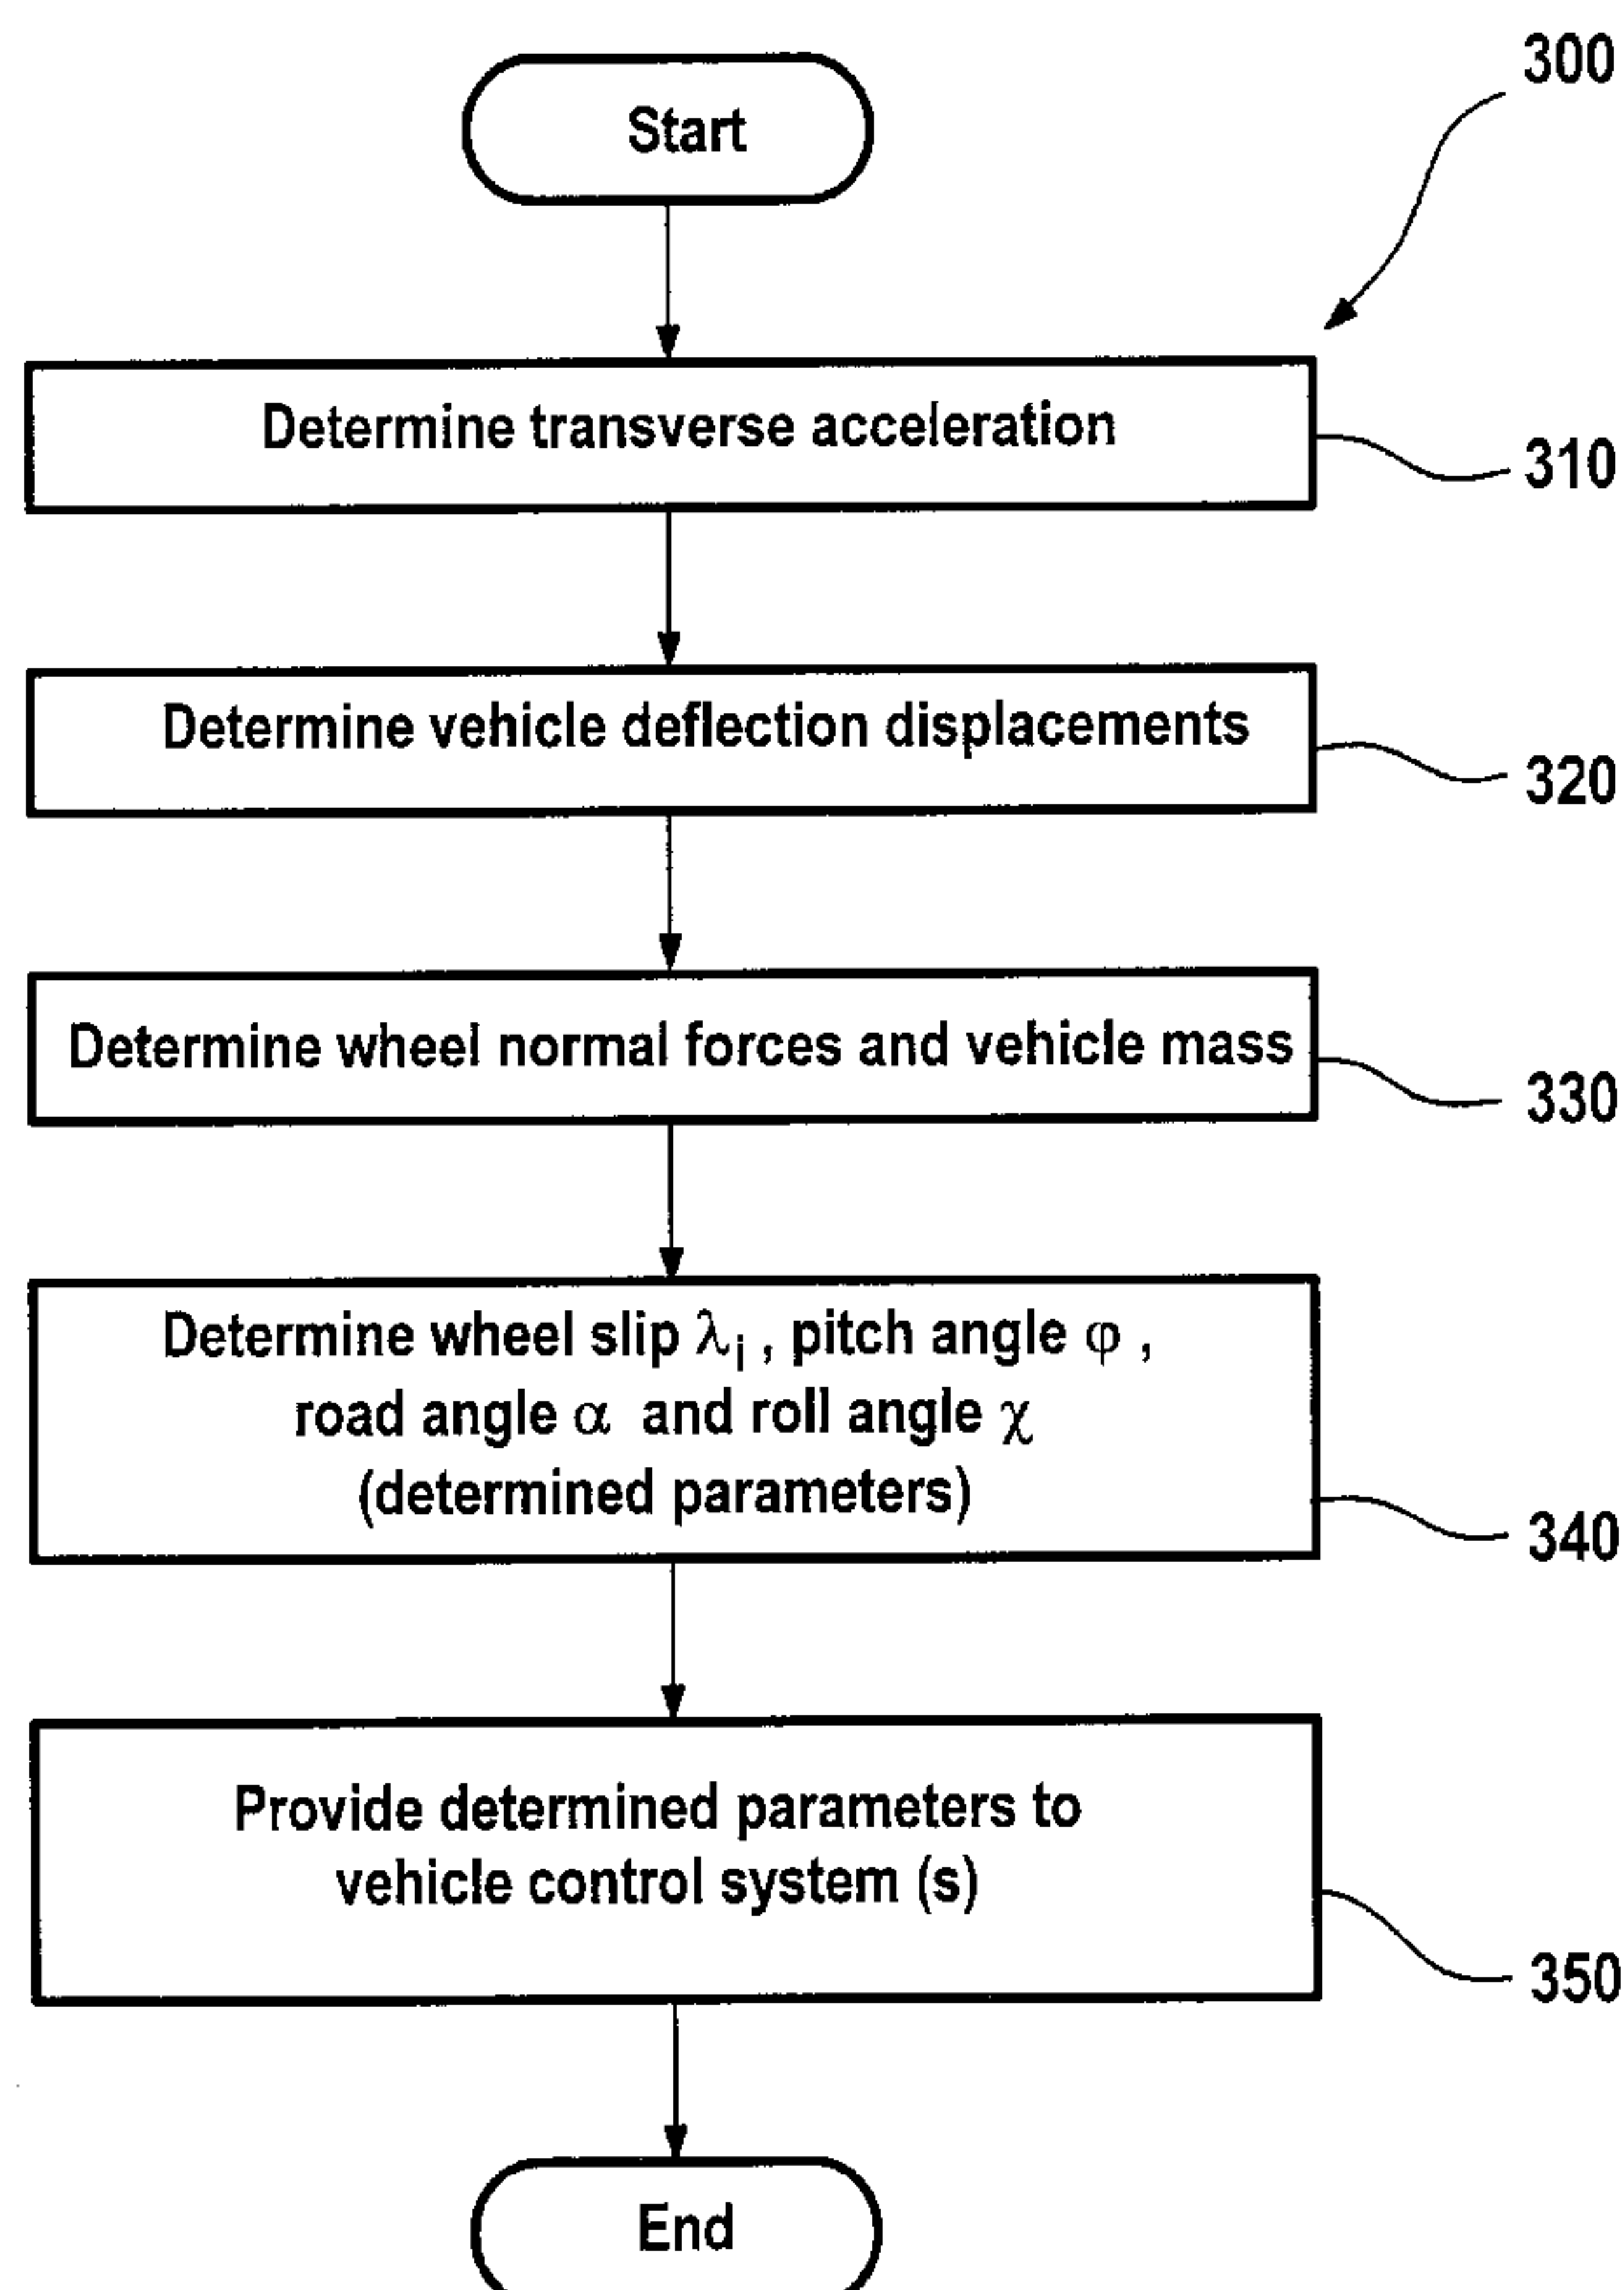 300
Start
Determine transverse acceleration
310
Determine vehicle deflection displacements
320
Determine wheel normal forces and vehicle mass
330
Determine wheel slip λi , pitch angle φ ,
road angle α and roll angle χ
(determined parameters)
340
Provide determined parameters to
vehicle control system (s)
350
End